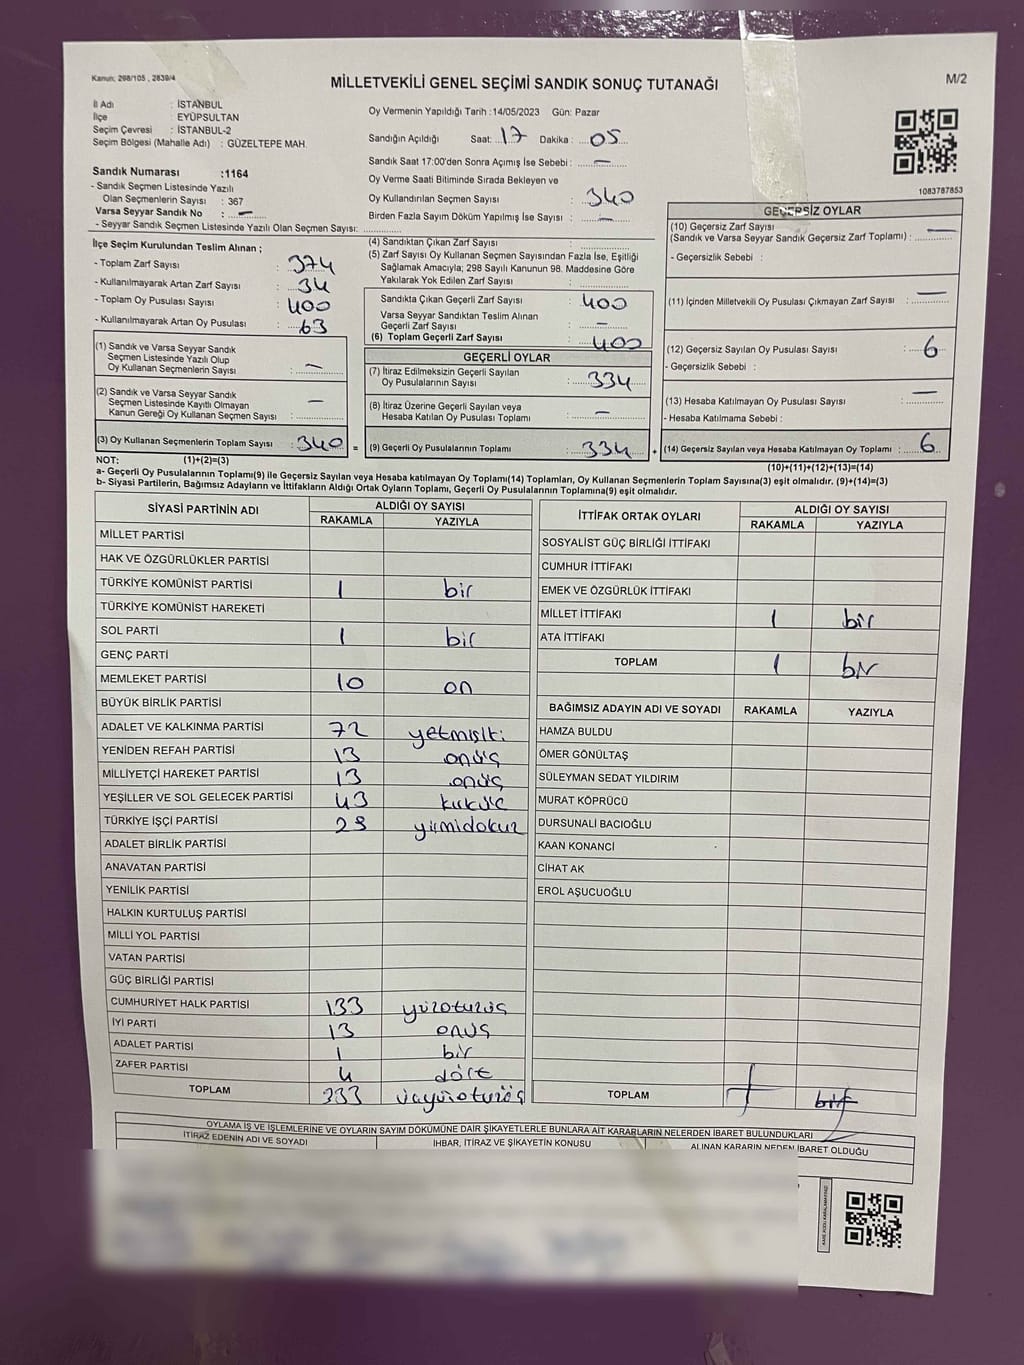 Kanun; 298/105 , 2839/4
MİLLETVEKİLİ GENEL SEÇİMİ SANDIK SONUÇ TUTANAĞI
M/2
İl Adı : İSTANBUL
İlçe : EYÜPSULTAN
Seçim Çevresi : İSTANBUL-2
Seçim Bölgesi (Mahalle Adı) : GÜZELTEPE MAH.
Sandık Numarası :1164
- Sandık Seçmen Listesinde Yazılı
Olan Seçmenlerin Sayısı : 367
Varsa Seyyar Sandık No : —
- Seyyar Sandık Seçmen Listesinde Yazılı Olan Seçmen Sayısı:
Oy Vermenin Yapıldığı Tarih :14/05/2023 Gün: Pazar
Sandığın Açıldığı Saat: 17 Dakika : 05
Sandık Saat 17:00'den Sonra Açımış İse Sebebi : —
Oy Verme Saati Bitiminde Sırada Bekleyen ve
Oy Kullandırılan Seçmen Sayısı : 340
Birden Fazla Sayım Döküm Yapılmış İse Sayısı : —
1083787853
İlçe Seçim Kurulundan Teslim Alınan ;
- Toplam Zarf Sayısı : 374
- Kullanılmayarak Artan Zarf Sayısı : 34
- Toplam Oy Pusulası Sayısı : 400
- Kullanılmayarak Artan Oy Pusulası : 63
(1) Sandık ve Varsa Seyyar Sandık
Seçmen Listesinde Yazılı Olup
Oy Kullanan Seçmenlerin Sayısı : —
(2) Sandık ve Varsa Seyyar Sandık
Seçmen Listesinde Kayıtlı Olmayan
Kanun Gereği Oy Kullanan Seçmen Sayısı : —
(3) Oy Kullanan Seçmenlerin Toplam Sayısı : 340 =
(4) Sandıktan Çıkan Zarf Sayısı :
(5) Zarf Sayısı Oy Kullanan Seçmen Sayısından Fazla İse, Eşitliği
Sağlamak Amacıyla; 298 Sayılı Kanunun 98. Maddesine Göre
Yakılarak Yok Edilen Zarf Sayısı :
Sandıkta Çıkan Geçerli Zarf Sayısı : 400
Varsa Seyyar Sandıktan Teslim Alınan
Geçerli Zarf Sayısı : —
(6) Toplam Geçerli Zarf Sayısı : 400
GEÇERLİ OYLAR
(7) İtiraz Edilmeksizin Geçerli Sayılan
Oy Pusulalarının Sayısı : 334
(8) İtiraz Üzerine Geçerli Sayılan veya
Hesaba Katılan Oy Pusulası Toplamı : —
(9) Geçerli Oy Pusulalarının Toplamı : 334 +
GEÇERSİZ OYLAR
(10) Geçersiz Zarf Sayısı
(Sandık ve Varsa Seyyar Sandık Geçersiz Zarf Toplamı) : —
- Geçersizlik Sebebi :
(11) İçinden Milletvekili Oy Pusulası Çıkmayan Zarf Sayısı : —
(12) Geçersiz Sayılan Oy Pusulası Sayısı : 6
- Geçersizlik Sebebi :
(13) Hesaba Katılmayan Oy Pusulası Sayısı : —
- Hesaba Katılmama Sebebi :
(14) Geçersiz Sayılan veya Hesaba Katılmayan Oy Toplamı : 6
NOT: (1)+(2)=(3)
(10)+(11)+(12)+(13)=(14)
a- Geçerli Oy Pusulalarının Toplamı(9) ile Geçersiz Sayılan veya Hesaba katılmayan Oy Toplamı(14) Toplamları, Oy Kullanan Seçmenlerin Toplam Sayısına(3) eşit olmalıdır. (9)+(14)=(3)
b- Siyasi Partilerin, Bağımsız Adayların ve İttifakların Aldığı Ortak Oyların Toplamı, Geçerli Oy Pusulalarının Toplamına(9) eşit olmalıdır.
SİYASİ PARTİNİN ADI ALDIĞI OY SAYISI
RAKAMLA YAZIYLA
MİLLET PARTİSİ
HAK VE ÖZGÜRLÜKLER PARTİSİ
TÜRKİYE KOMÜNİST PARTİSİ 1 bir
TÜRKİYE KOMÜNİST HAREKETİ
SOL PARTİ 1 bir
GENÇ PARTİ
MEMLEKET PARTİSİ 10 on
BÜYÜK BİRLİK PARTİSİ
ADALET VE KALKINMA PARTİSİ 72 yetmişiki
YENİDEN REFAH PARTİSİ 13 onüç
MİLLİYETÇİ HAREKET PARTİSİ 13 onüç
YEŞİLLER VE SOL GELECEK PARTİSİ 43 kırküç
TÜRKİYE İŞÇİ PARTİSİ 29 yirmidokuz
ADALET BİRLİK PARTİSİ
ANAVATAN PARTİSİ
YENİLİK PARTİSİ
HALKIN KURTULUŞ PARTİSİ
MİLLİ YOL PARTİSİ
VATAN PARTİSİ
GÜÇ BİRLİĞİ PARTİSİ
CUMHURİYET HALK PARTİSİ 133 yüzotuzüç
İYİ PARTİ 13 onüş
ADALET PARTİSİ 1 bir
ZAFER PARTİSİ 4 dört
TOPLAM 333 üçyüzotuzüç
İTTİFAK ORTAK OYLARI ALDIĞI OY SAYISI
RAKAMLA YAZIYLA
SOSYALİST GÜÇ BİRLİĞİ İTTİFAKI
CUMHUR İTTİFAKI
EMEK VE ÖZGÜRLÜK İTTİFAKI
MİLLET İTTİFAKI 1 bir
ATA İTTİFAKI
TOPLAM 1 bir
BAĞIMSIZ ADAYIN ADI VE SOYADI RAKAMLA YAZIYLA
HAMZA BULDU
ÖMER GÖNÜLTAŞ
SÜLEYMAN SEDAT YILDIRIM
MURAT KÖPRÜCÜ
DURSUNALİ BACIOĞLU
KAAN KONANCİ
CİHAT AK
EROL AŞUCUOĞLU
TOPLAM
OYLAMA İŞ VE İŞLEMLERİNE VE OYLARIN SAYIM DÖKÜMÜNE DAİR ŞİKAYETLERLE BUNLARA AİT KARARLARIN NELERDEN İBARET BULUNDUKLARI
İTİRAZ EDENİN ADI VE SOYADI İHBAR, İTİRAZ VE ŞİKAYETİN KONUSU ALINAN KARARIN NEDEN İBARET OLDUĞU